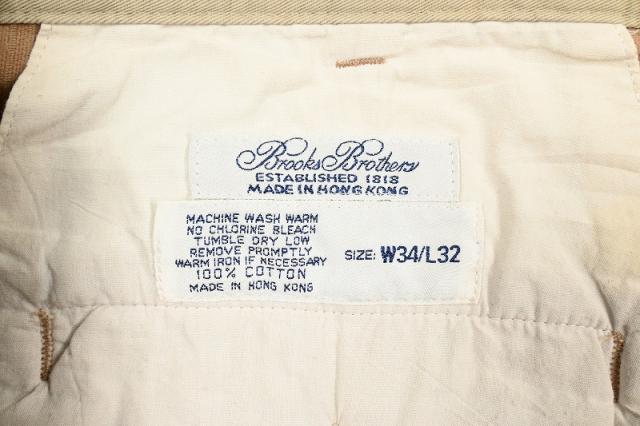 Brooks Brothers
ESTABLISHED 1818
MADE IN HONG KONG
MACHINE WASH WARM
NO CHLORINE BLEACH
TUMBLE DRY LOW
REMOVE PROMPTLY
WARM IRON IF NECESSARY
100% COTTON
MADE IN HONG KONG
SIZE: W34/L32